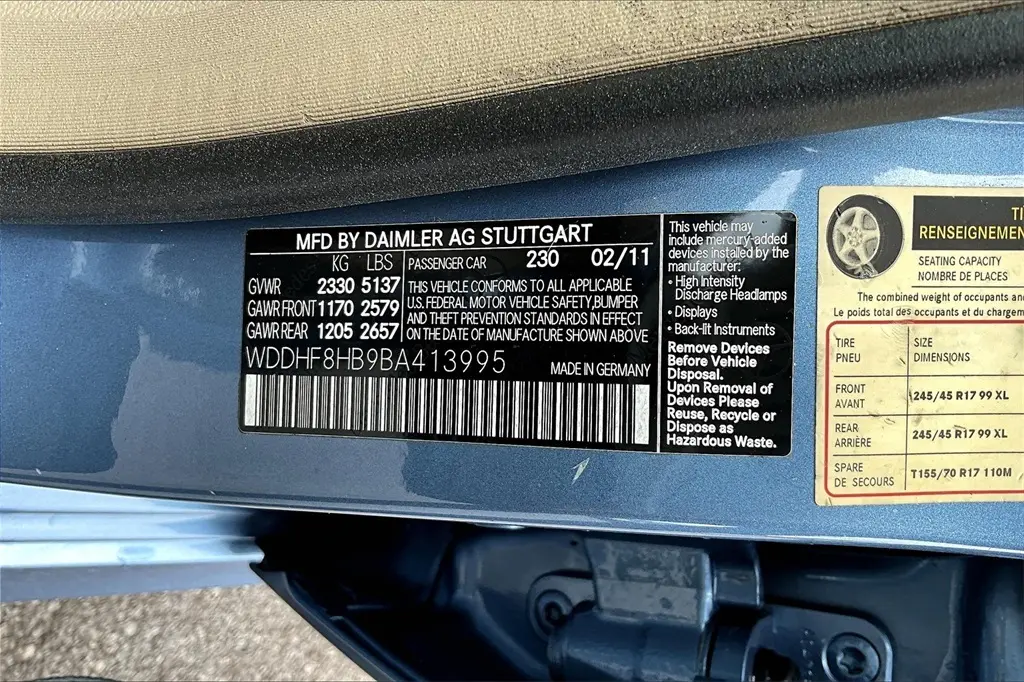 MFD BY DAIMLER AG STUTTGART
KG LBS
GVWR 2330 5137
GAWR FRONT 1170 2579
GAWR REAR 1205 2657
PASSENGER CAR 230 02/11
THIS VEHICLE CONFORMS TO ALL APPLICABLE
U.S. FEDERAL MOTOR VEHICLE SAFETY,BUMPER
AND THEFT PREVENTION STANDARDS IN EFFECT
ON THE DATE OF MANUFACTURE SHOWN ABOVE
WDDHF8HB9BA413995
MADE IN GERMANY
This vehicle may
include mercury-added
devices installed by the
manufacturer:
• High Intensity
Discharge Headlamps
• Displays
• Back-lit Instruments
Remove Devices
Before Vehicle
Disposal.
Upon Removal of
Devices Please
Reuse, Recycle or
Dispose as
Hazardous Waste.
TI
RENSEIGNEMEN
SEATING CAPACITY
NOMBRE DE PLACES
The combined weight of occupants an
Le poids total des occupants et du chargem
TIRE SIZE
PNEU DIMENSIONS
FRONT
AVANT 245/45 R17 99 XL
REAR
ARRIÈRE 245/45 R17 99 XL
SPARE
DE SECOURS T155/70 R17 110M